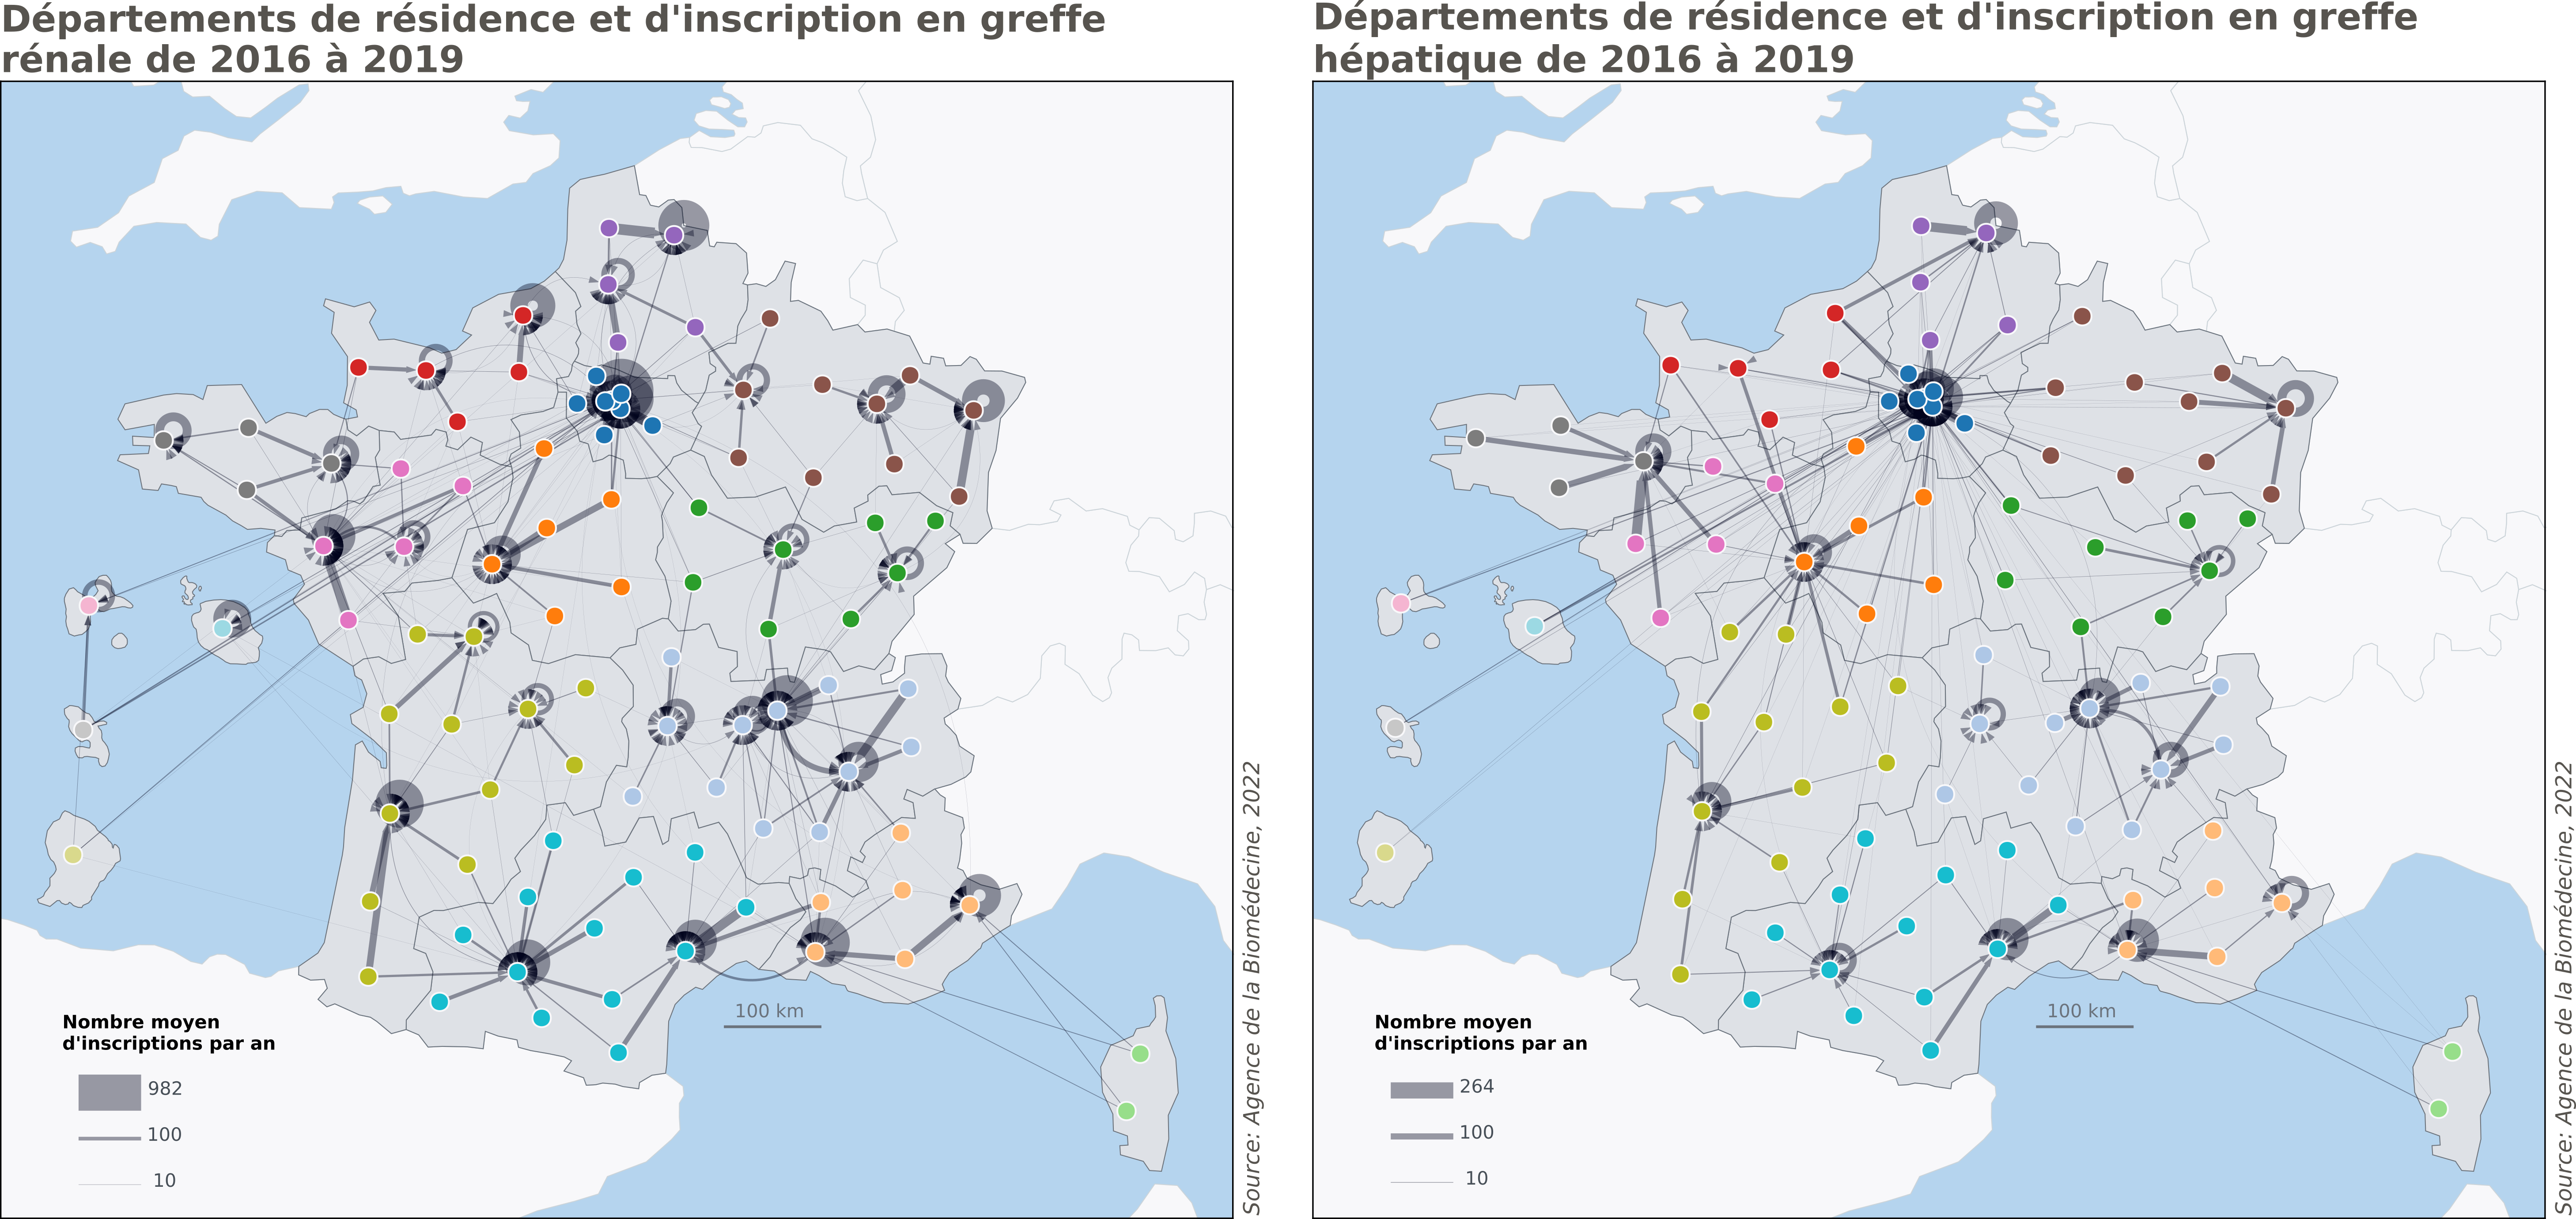 Départements de résidence et d'inscription en greffe
rénale de 2016 à 2019
100 km
Nombre moyen
d'inscriptions par an
982
100
10
Source: Agence de la Biomédecine, 2022
Départements de résidence et d'inscription en greffe
hépatique de 2016 à 2019
100 km
Nombre moyen
d'inscriptions par an
264
100
10
Source: Agence de la Biomédecine, 2022